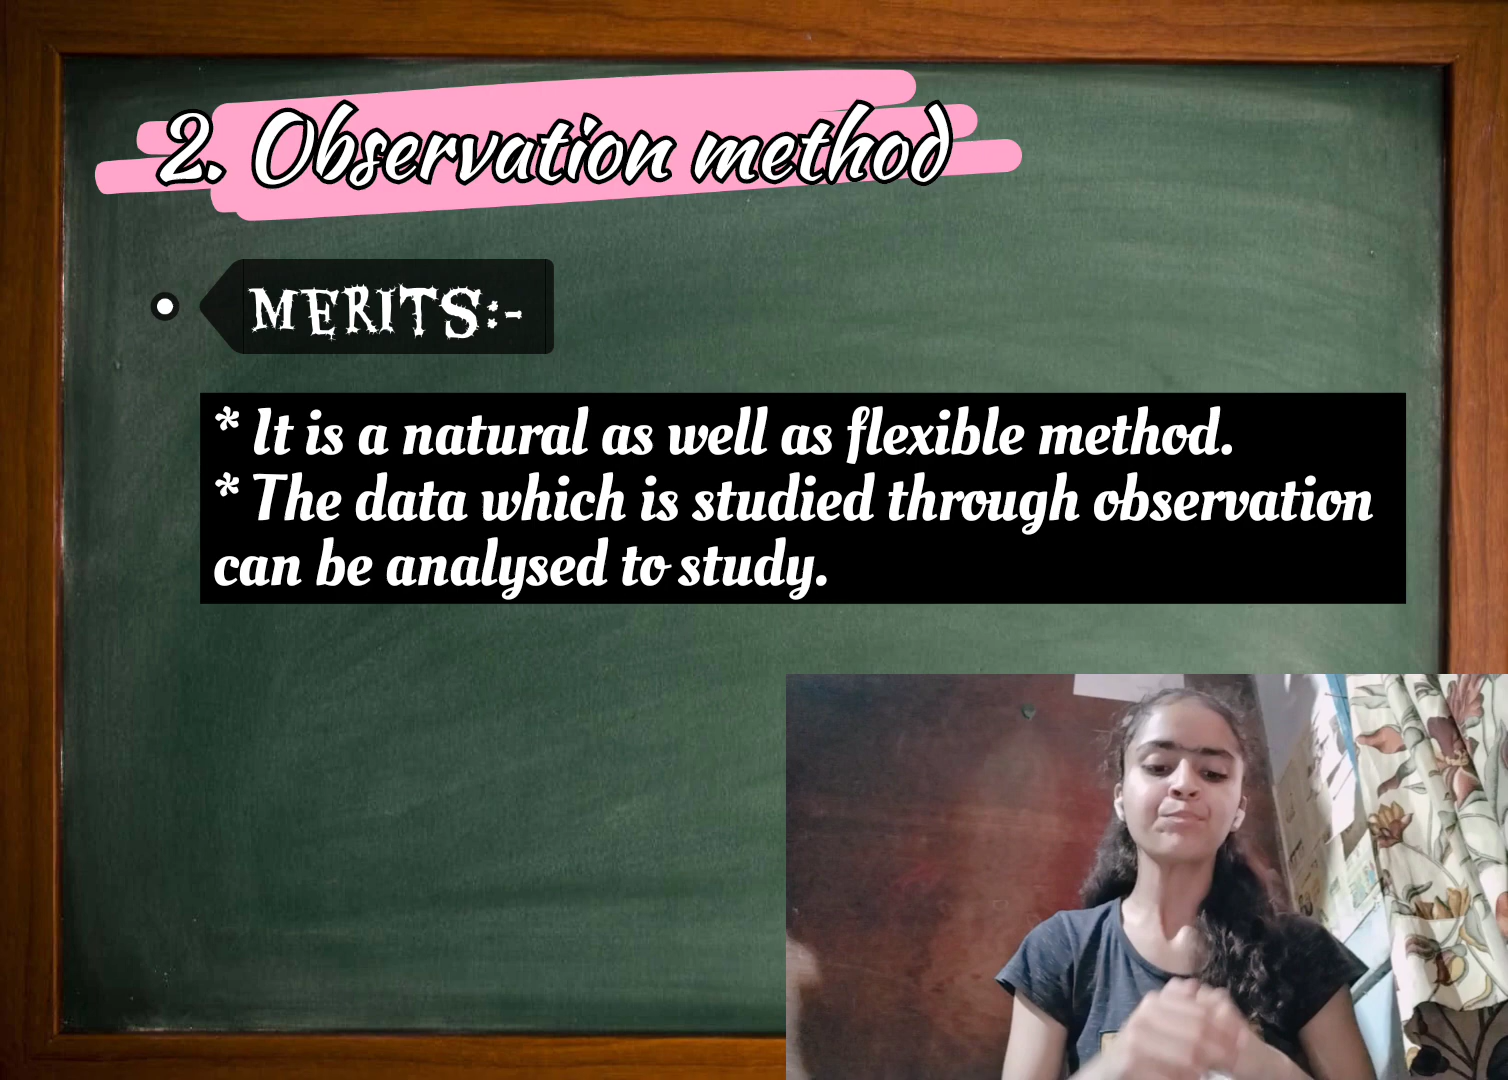 2. Observation method
MERITS:-
* It is a natural as well as flexible method.
* The data which is studied through observation
can be analysed to study.